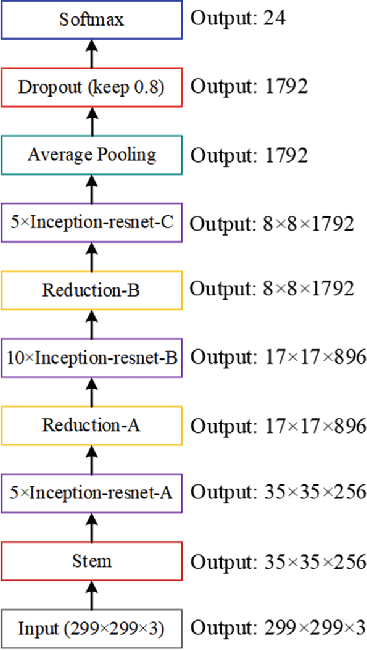 Softmax Output: 24
Dropout (keep 0.8) Output: 1792
Average Pooling Output: 1792
5×Inception-resnet-C Output: 8×8×1792
Reduction-B Output: 8×8×1792
10×Inception-resnet-B Output: 17×17×896
Reduction-A Output: 17×17×896
5×Inception-resnet-A Output: 35×35×256
Stem Output: 35×35×256
Input (299×299×3) Output: 299×299×3